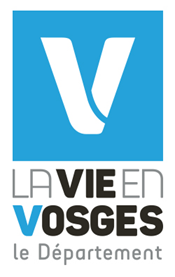 V
LA VIE EN
VOSGES
le Département